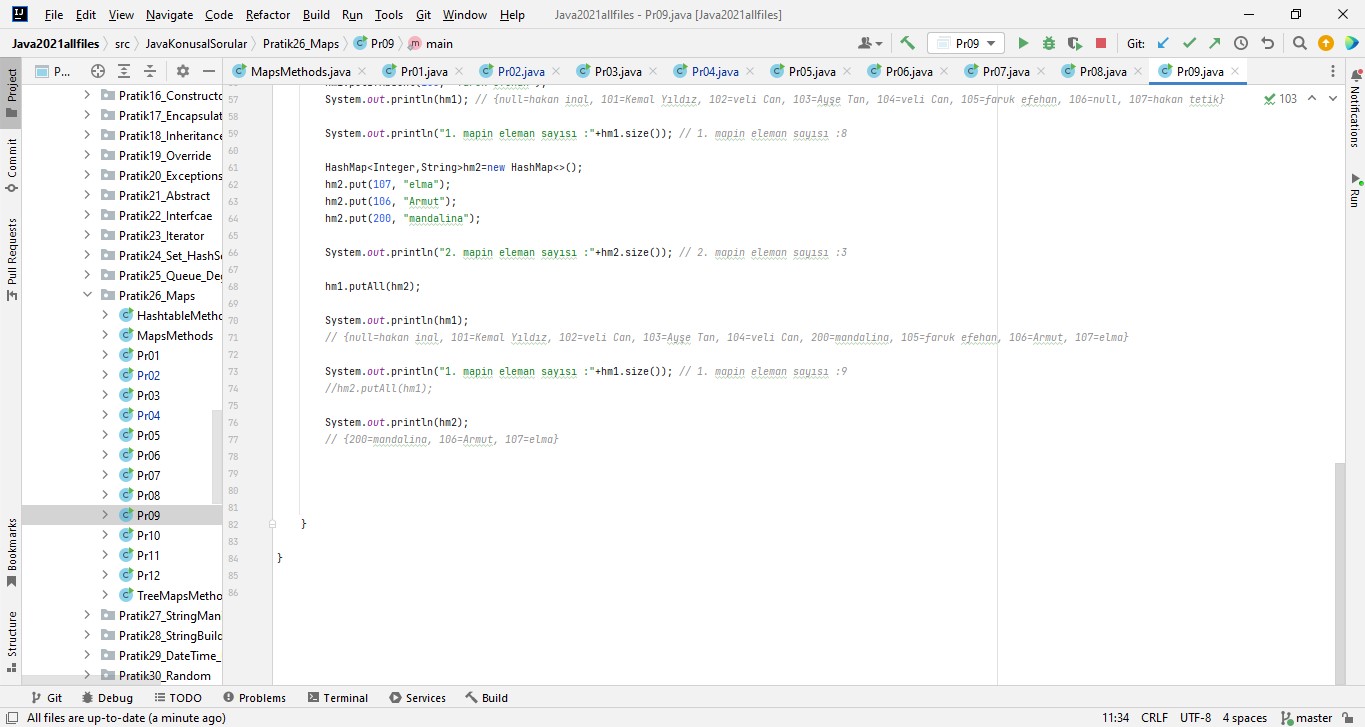 File Edit View Navigate Code Refactor Build Run Tools Git Window Help Java2021allfiles - Pr09.java [Java2021allfiles]
Java2021allfiles src JavaKonusalSorular Pratik26_Maps Pr09 main Pr09 Git:
P... MapsMethods.java Pr01.java Pr02.java Pr03.java Pr04.java Pr05.java Pr06.java Pr07.java Pr08.java Pr09.java
Project
Commit
Pull Requests
Bookmarks
Structure
Notifications
Run
Pratik16_Constructo
Pratik17_Encapsulat
Pratik18_Inheritance
Pratik19_Override
Pratik20_Exceptions
Pratik21_Abstract
Pratik22_Interfcae
Pratik23_Iterator
Pratik24_Set_HashSe
Pratik25_Queue_Deq
Pratik26_Maps
HashtableMetho
MapsMethods
Pr01
Pr02
Pr03
Pr04
Pr05
Pr06
Pr07
Pr08
Pr09
Pr10
Pr11
Pr12
TreeMapsMetho
Pratik27_StringMan
Pratik28_StringBuild
Pratik29_DateTime_
Pratik30_Random
57 System.out.println(hm1); // {null=hakan inal, 101=Kemal Yıldız, 102=veli Can, 103=Ayşe Tan, 104=veli Can, 105=faruk efehan, 106=null, 107=hakan tetik} 103
58
59 System.out.println("1. mapin eleman sayısı :"+hm1.size()); // 1. mapin eleman sayısı :8
60
61 HashMap<Integer,String>hm2=new HashMap<>();
62 hm2.put(107, "elma");
63 hm2.put(106, "Armut");
64 hm2.put(200, "mandalina");
65
66 System.out.println("2. mapin eleman sayısı :"+hm2.size()); // 2. mapin eleman sayısı :3
67
68 hm1.putAll(hm2);
69
70 System.out.println(hm1);
71 // {null=hakan inal, 101=Kemal Yıldız, 102=veli Can, 103=Ayşe Tan, 104=veli Can, 200=mandalina, 105=faruk efehan, 106=Armut, 107=elma}
72
73 System.out.println("1. mapin eleman sayısı :"+hm1.size()); // 1. mapin eleman sayısı :9
74 //hm2.putAll(hm1);
75
76 System.out.println(hm2);
77 // {200=mandalina, 106=Armut, 107=elma}
78
79
80
81
82 }
83
84 }
85
86
Git Debug TODO Problems Terminal Services Build
All files are up-to-date (a minute ago) 11:34 CRLF UTF-8 4 spaces master